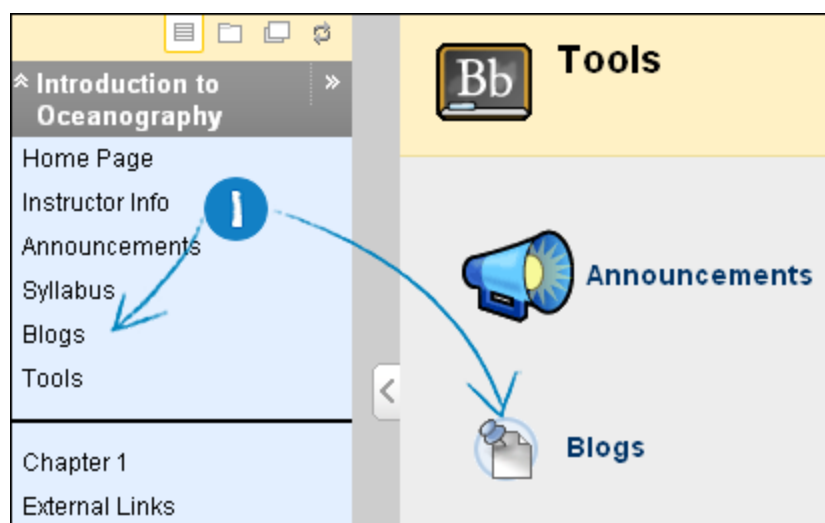 Introduction to
Oceanography
Home Page
Instructor Info
Announcements
Syllabus
Blogs
Tools
Chapter 1
External Links
1
Bb
Tools
Announcements
Blogs